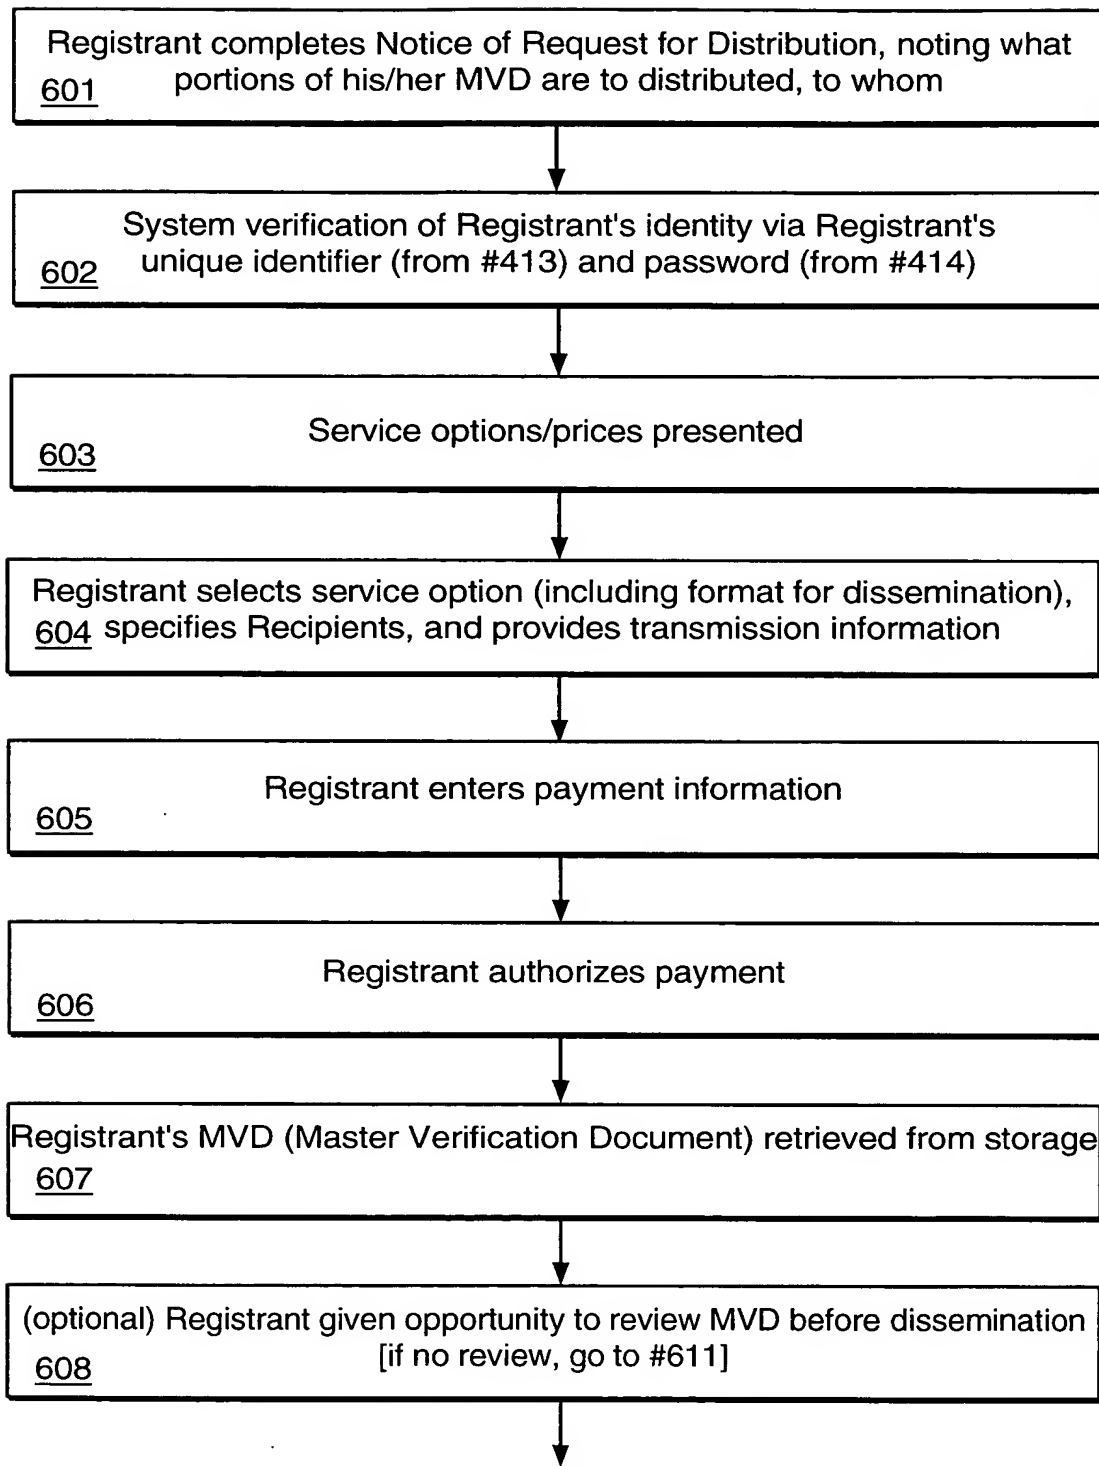 Registrant completes Notice of Request for Distribution, noting what
portions of his/her MVD are to distributed, to whom
601
System verification of Registrant's identity via Registrant's
unique identifier (from #413) and password (from #414)
602
Service options/prices presented
603
Registrant selects service option (including format for dissemination),
604 specifies Recipients, and provides transmission information
Registrant enters payment information
605
Registrant authorizes payment
606
Registrant's MVD (Master Verification Document) retrieved from storage
607
(optional) Registrant given opportunity to review MVD before dissemination
[if no review, go to #611]
608